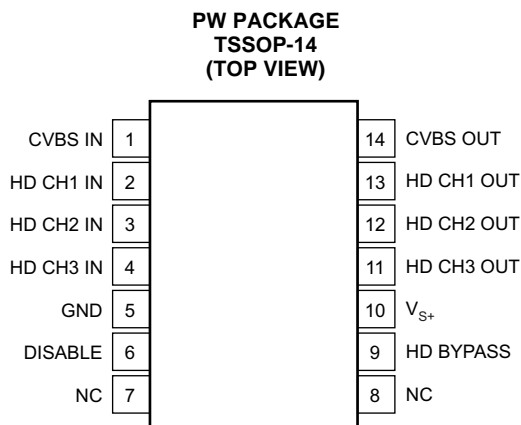 PW PACKAGE
TSSOP-14
(TOP VIEW)
CVBS IN 1 14 CVBS OUT
HD CH1 IN 2 13 HD CH1 OUT
HD CH2 IN 3 12 HD CH2 OUT
HD CH3 IN 4 11 HD CH3 OUT
GND 5 10 VS+
DISABLE 6 9 HD BYPASS
NC 7 8 NC